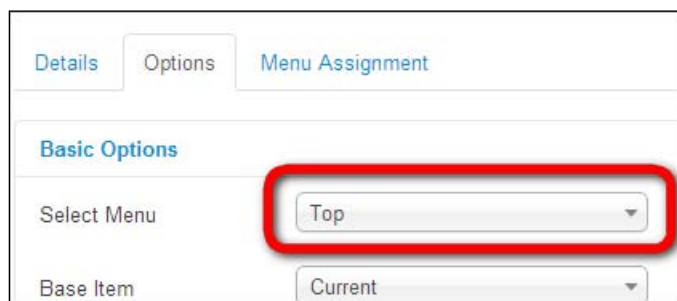 Details Options Menu Assignment
Basic Options
Select Menu Top
Base Item Current